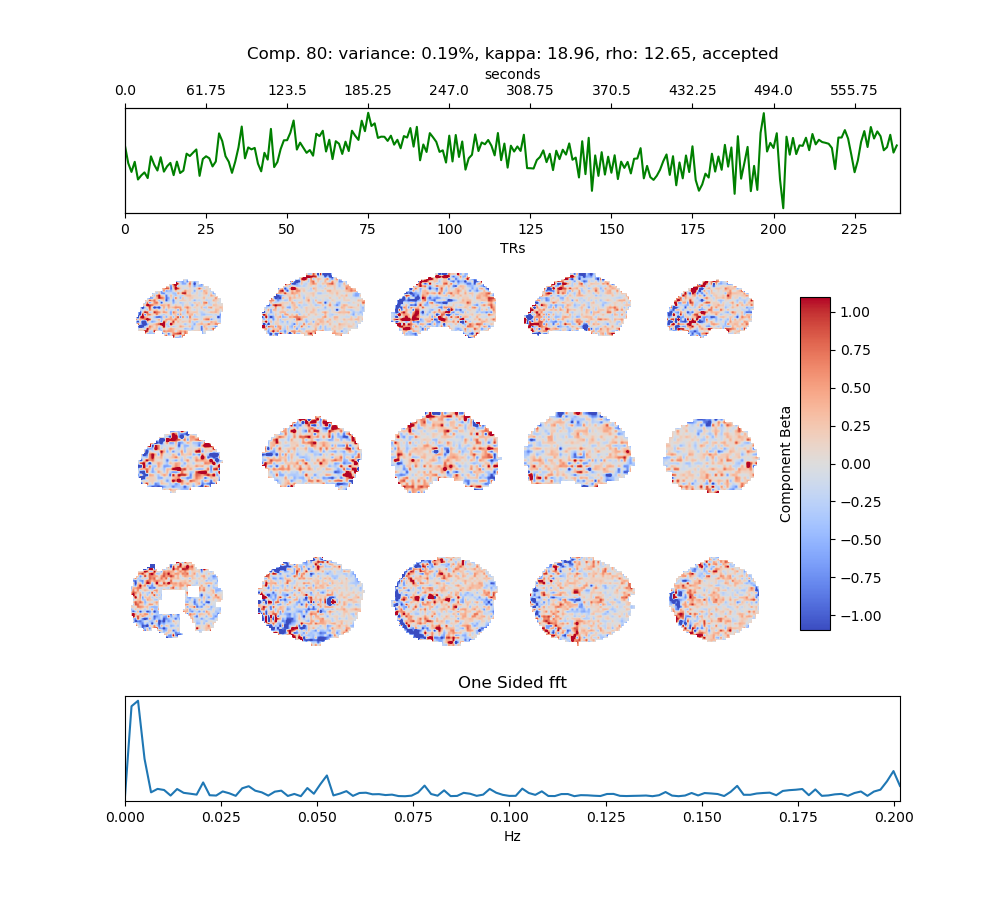 Comp. 80: variance: 0.19%, kappa: 18.96, rho: 12.65, accepted
seconds
0.0 61.75 123.5 185.25 247.0 308.75 370.5 432.25 494.0 555.75
0 25 50 75 100 125 150 175 200 225
TRs
1.00
0.75
0.50
0.25
0.00
−0.25
−0.50
−0.75
−1.00
Component Beta
One Sided fft
0.000 0.025 0.050 0.075 0.100 0.125 0.150 0.175 0.200
Hz